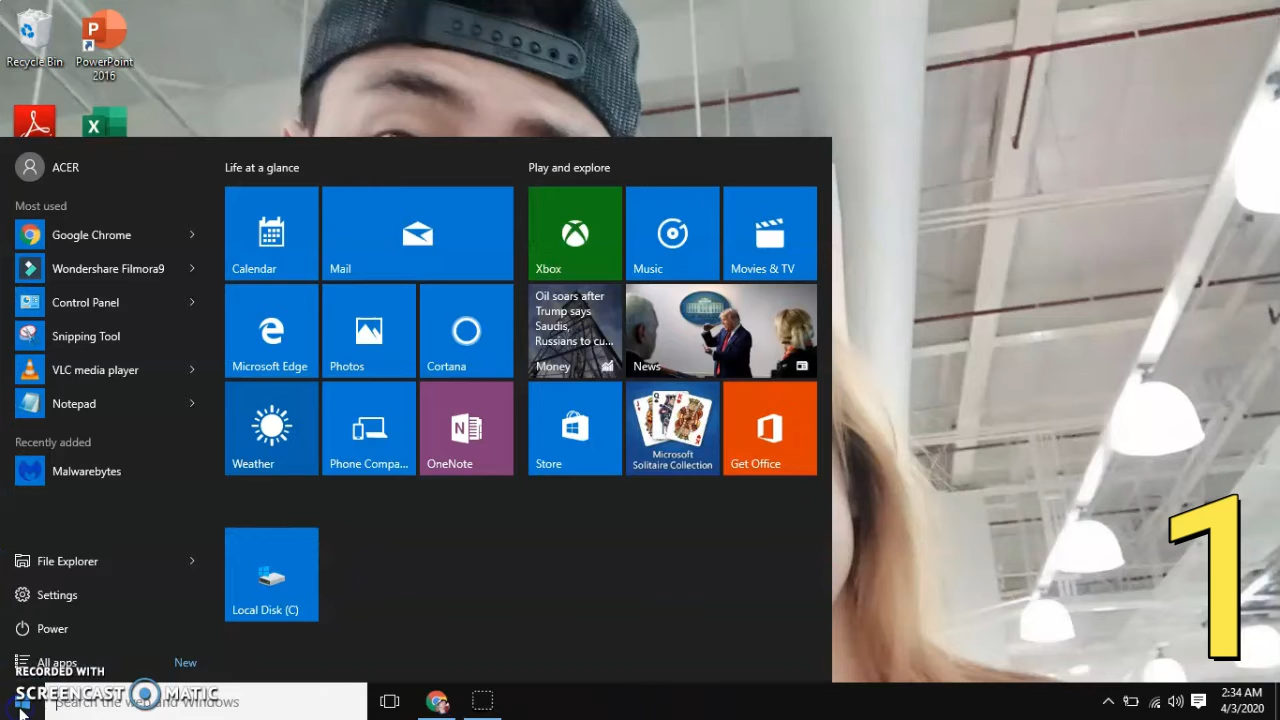 Recycle Bin
PowerPoint
2016
ACER
Most used
Google Chrome
Wondershare Filmora9
Control Panel
Snipping Tool
VLC media player
Notepad
Recently added
Malwarebytes
File Explorer
Settings
Power
All apps
New
Life at a glance
Calendar
Mail
Microsoft Edge
Photos
Cortana
Weather
Phone Compa...
OneNote
Local Disk (C)
Play and explore
Xbox
Music
Movies & TV
Oil soars after
Trump says
Saudis,
Russians to cu...
Money
News
Store
Microsoft
Solitaire Collection
Get Office
1
RECORDED WITH
SCREENCAST MATIC
Search the web and Windows
2:34 AM
4/3/2020